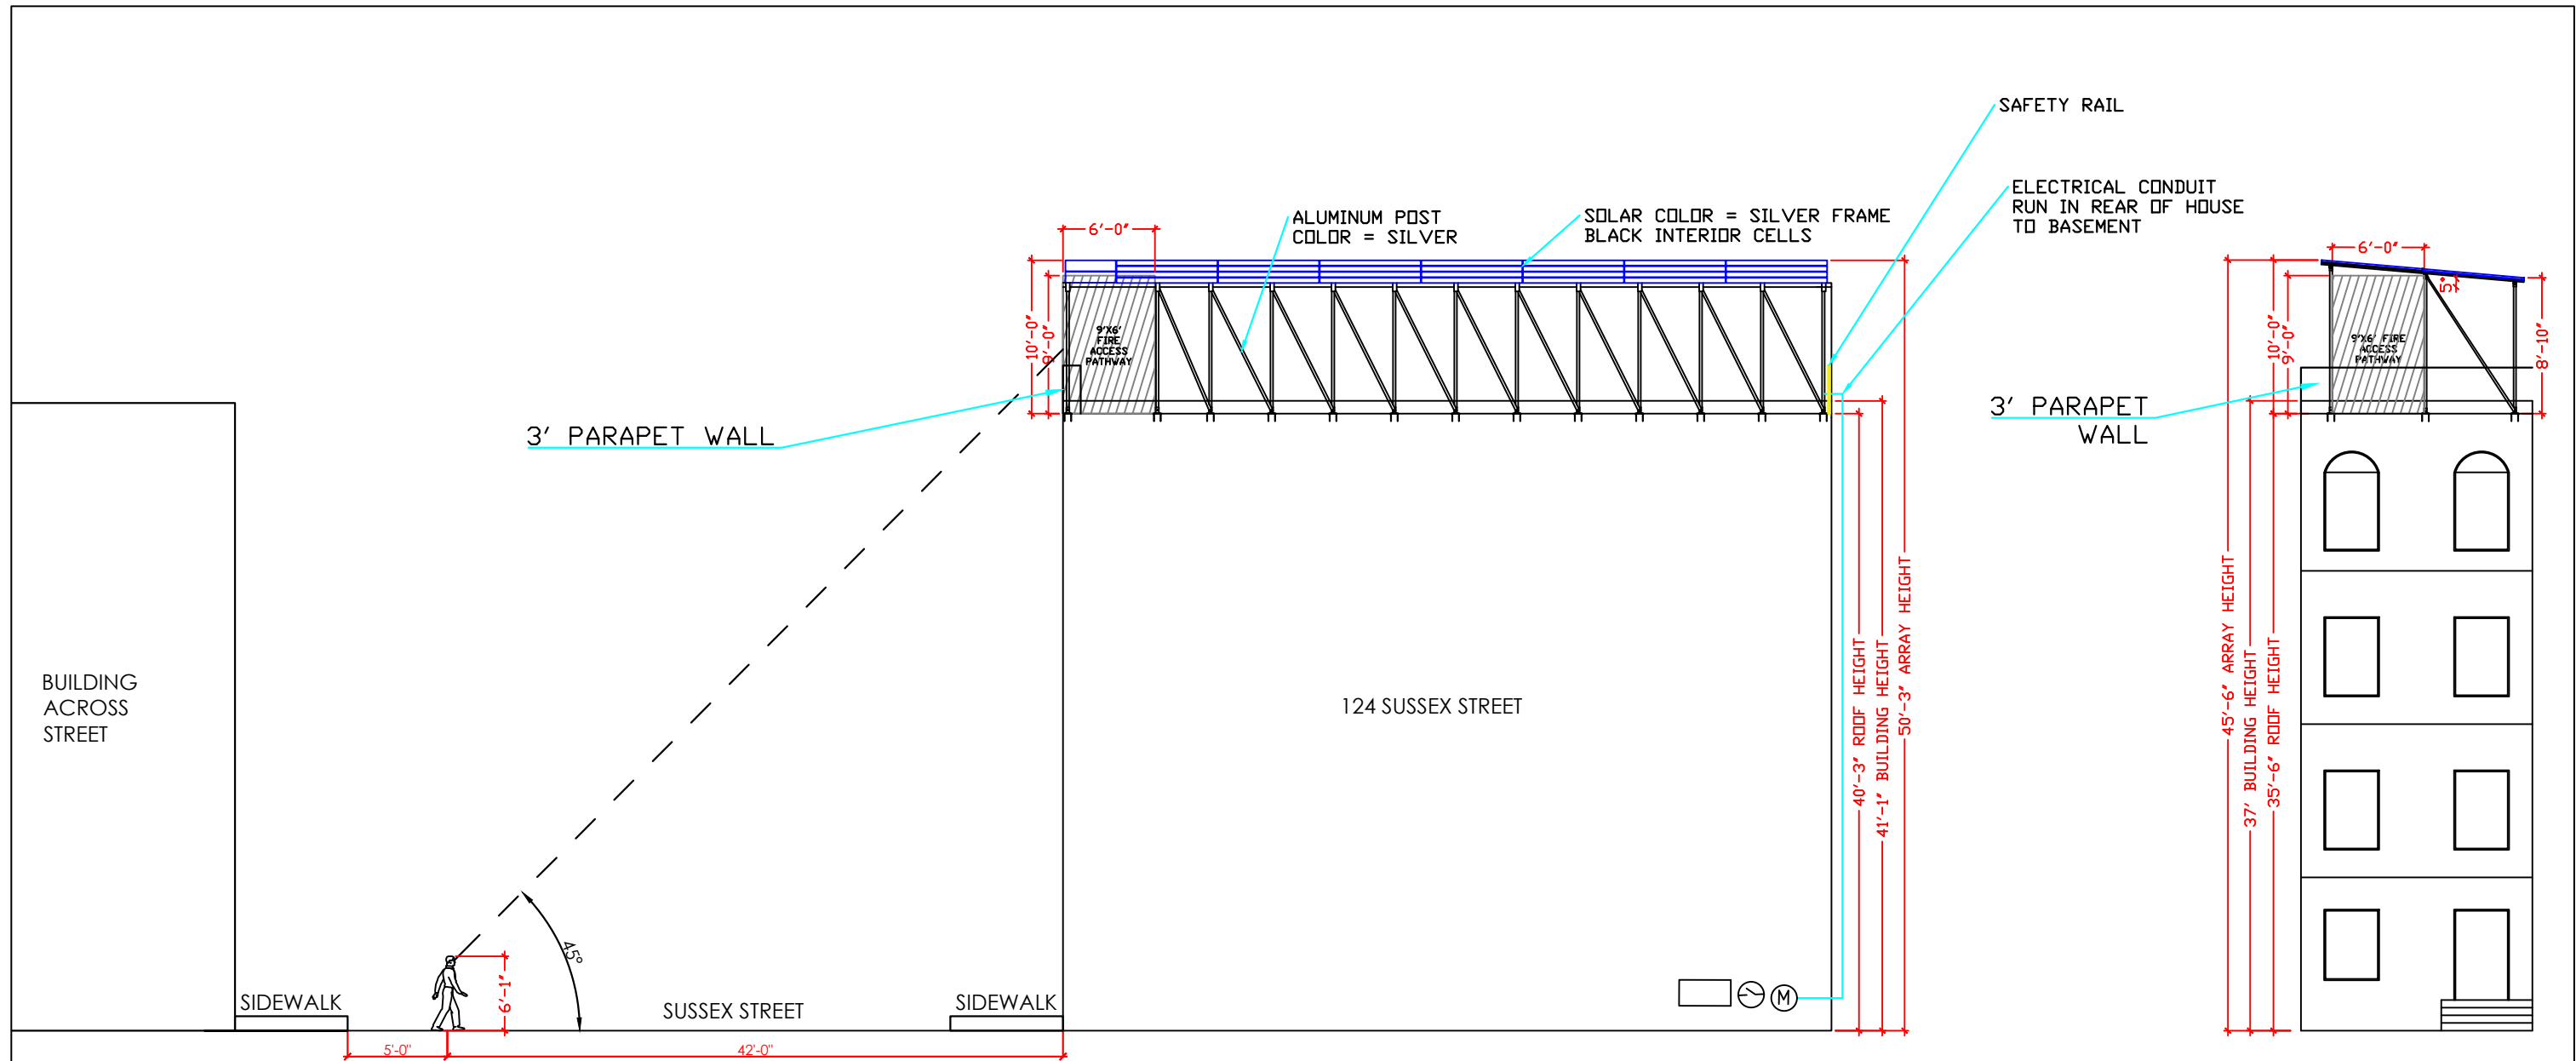 SAFETY RAIL
ELECTRICAL CONDUIT
RUN IN REAR OF HOUSE
TO BASEMENT
ALUMINUM POST
COLOR = SILVER
SOLAR COLOR = SILVER FRAME
BLACK INTERIOR CELLS
6'-0"
10'-0"
9'-0"
9'X6'
FIRE
ACCESS
PATHWAY
3' PARAPET WALL
BUILDING
ACROSS
STREET
SIDEWALK
6'-1"
45°
SUSSEX STREET
SIDEWALK
5'-0"
42'-0"
124 SUSSEX STREET
M
40'-3" ROOF HEIGHT
41'-1" BUILDING HEIGHT
50'-3" ARRAY HEIGHT
6'-0"
5°
10'-0"
9'-0"
9'X6' FIRE
ACCESS
PATHWAY
8'-10"
3' PARAPET
WALL
45'-6" ARRAY HEIGHT
37' BUILDING HEIGHT
35'-6" ROOF HEIGHT